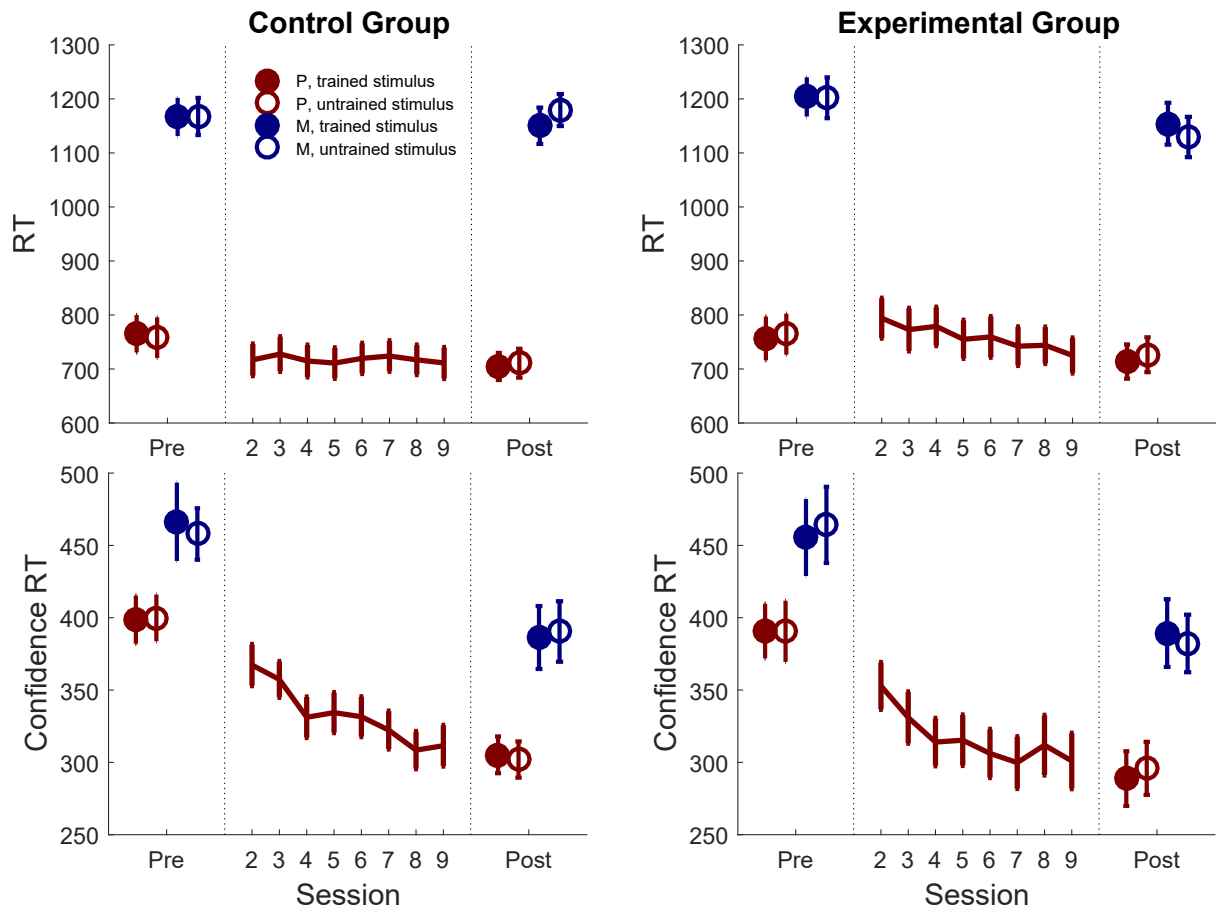 Control Group
1300
1200
1100
1000
900
800
700
600
RT
P, trained stimulus
P, untrained stimulus
M, trained stimulus
M, untrained stimulus
Pre 2 3 4 5 6 7 8 9 Post
Experimental Group
1300
1200
1100
1000
900
800
700
600
RT
Pre 2 3 4 5 6 7 8 9 Post
500
450
400
350
300
250
Confidence RT
Pre 2 3 4 5 6 7 8 9 Post
Session
500
450
400
350
300
250
Confidence RT
Pre 2 3 4 5 6 7 8 9 Post
Session